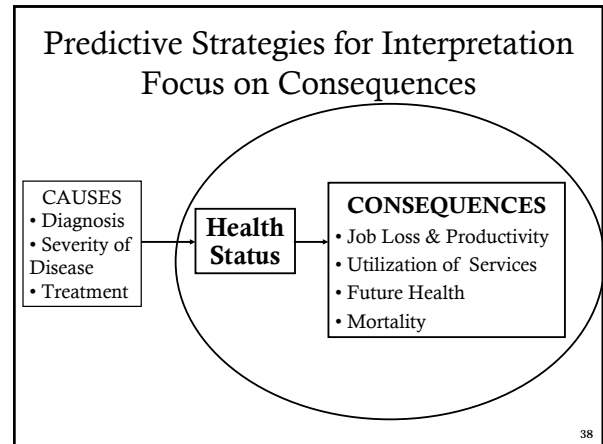 Predictive Strategies for Interpretation
Focus on Consequences
CAUSES
• Diagnosis
• Severity of
Disease
• Treatment
Health
Status
CONSEQUENCES
• Job Loss & Productivity
• Utilization of Services
• Future Health
• Mortality
38